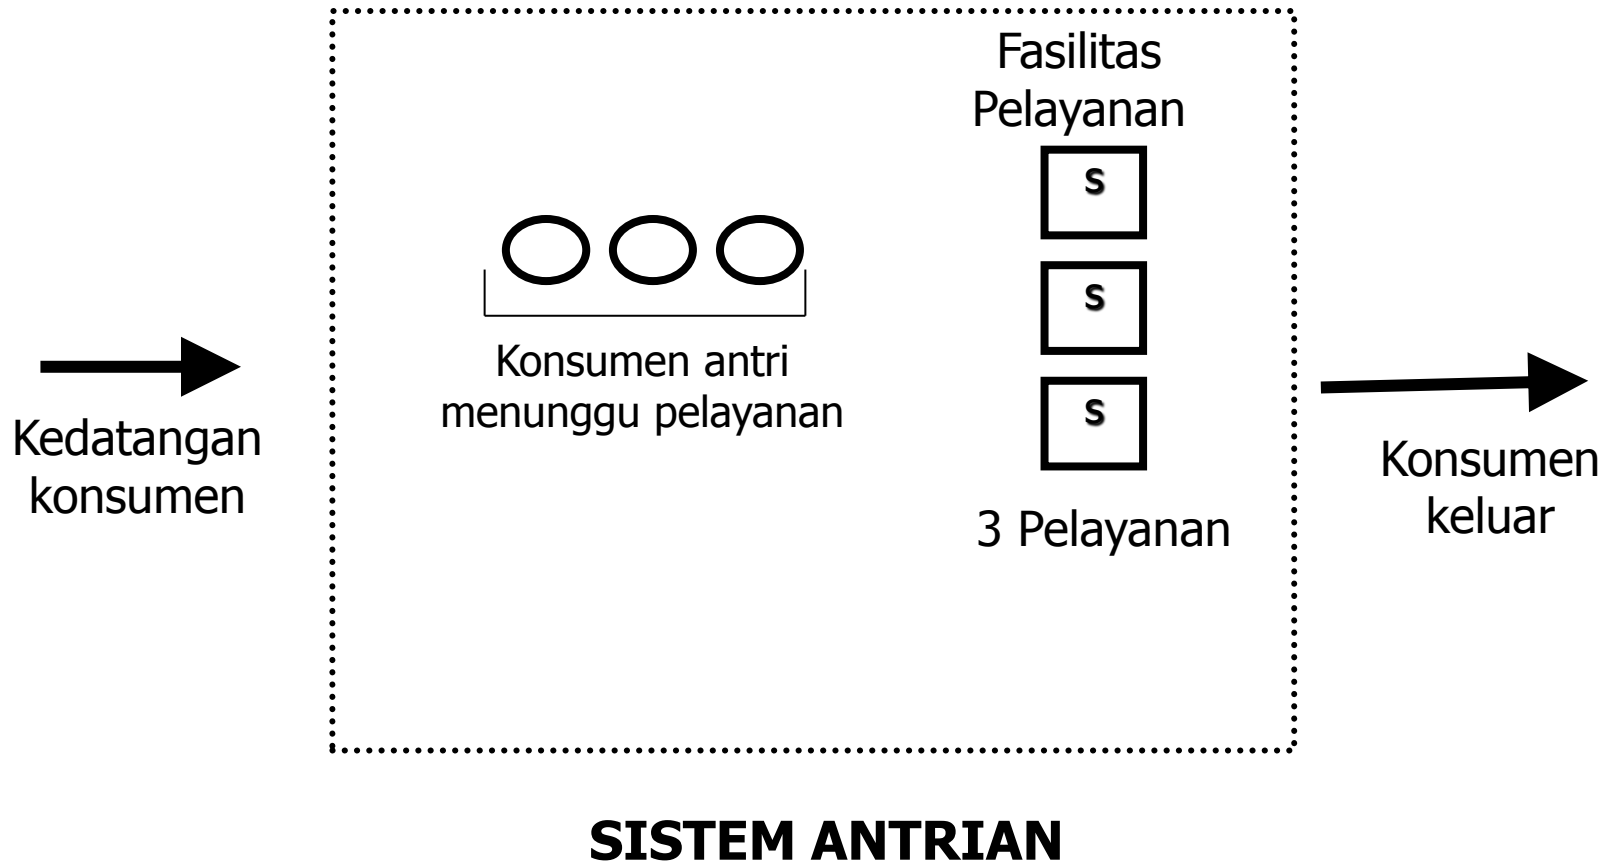 Fasilitas
Pelayanan
S
S
S
3 Pelayanan
Konsumen antri
menunggu pelayanan
Kedatangan
konsumen
Konsumen
keluar
SISTEM ANTRIAN